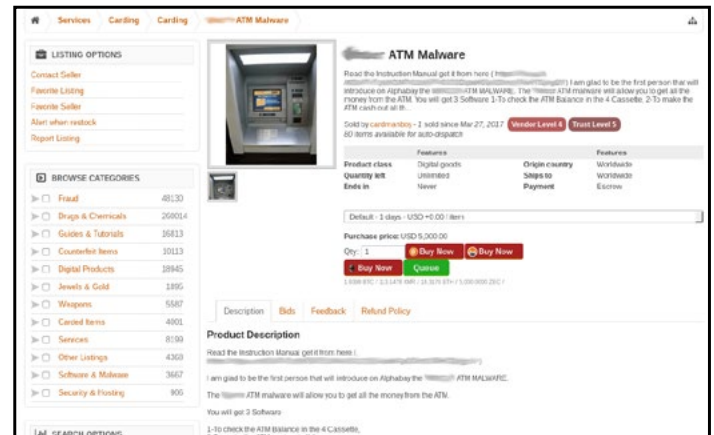 Services Carding Carding ATM Malware
LISTING OPTIONS
Contact Seller
Favorite Listing
Favorite Seller
Alert when restock
Report Listing
BROWSE CATEGORIES
Fraud 48130
Drugs & Chemicals 268014
Guides & Tutorials 16813
Counterfeit Items 10113
Digital Products 18945
Jewels & Gold 1895
Weapons 5587
Carded Items 4901
Services 8199
Other Listings 4368
Software & Malware 3667
Security & Hosting 906
SEARCH OPTIONS
ATM Malware
Read the Instruction Manual get it from here (
) I am glad to be the first person that will
introduce on Alphabay the ATM MALWARE. The ATM malware will allow you to get all the
money from the ATM. You will get 3 Software 1-To check the ATM Balance in the 4 Cassette, 2-To make the
ATM cash out all th...
Sold by cardmanboy - 1 sold since Mar 27, 2017 Vendor Level 4 Trust Level 5
80 items available for auto-dispatch
Features Features
Product class Digital goods Origin country Worldwide
Quantity left Unlimited Ships to Worldwide
Ends in Never Payment Escrow
Default - 1 days - USD +0.00 / item
Purchase price: USD 5,000.00
Qty: 1 Buy Now Buy Now
Buy Now Queue
Description Bids Feedback Refund Policy
Product Description
Read the Instruction Manual get it from here (
)
I am glad to be the first person that will introduce on Alphabay the ATM MALWARE.
The ATM malware will allow you to get all the money from the ATM.
You will get 3 Software
1-To check the ATM Balance in the 4 Cassette,